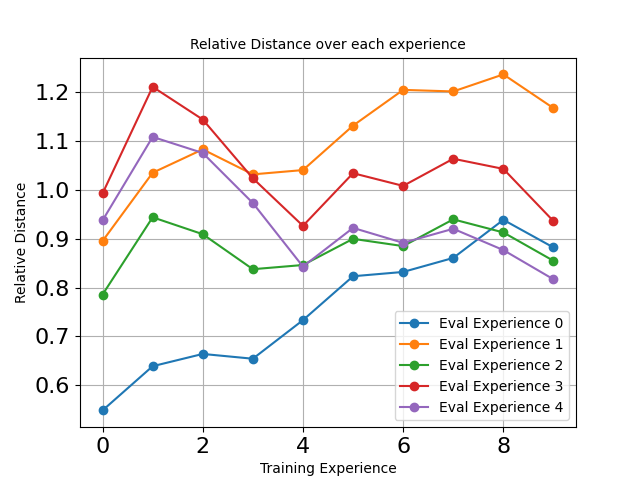 Relative Distance over each experience
1.2
1.1
1.0
0.9
0.8
0.7
0.6
Relative Distance
0
2
4
6
8
Training Experience
Eval Experience 0
Eval Experience 1
Eval Experience 2
Eval Experience 3
Eval Experience 4